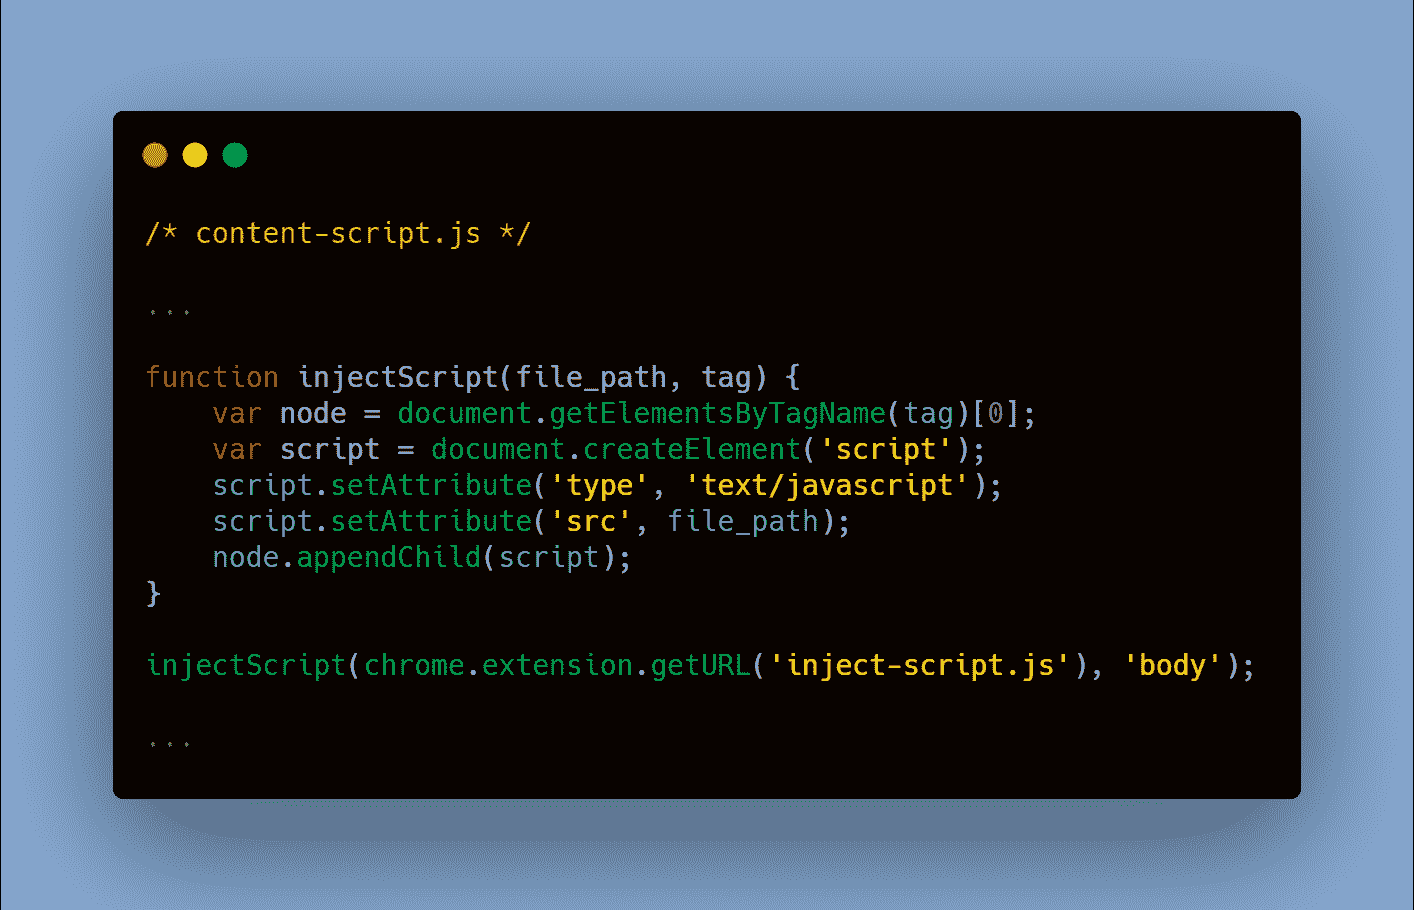 /* content-script.js */
...
function injectScript(file_path, tag) {
    var node = document.getElementsByTagName(tag)[0];
    var script = document.createElement('script');
    script.setAttribute('type', 'text/javascript');
    script.setAttribute('src', file_path);
    node.appendChild(script);
}
injectScript(chrome.extension.getURL('inject-script.js'), 'body');
...